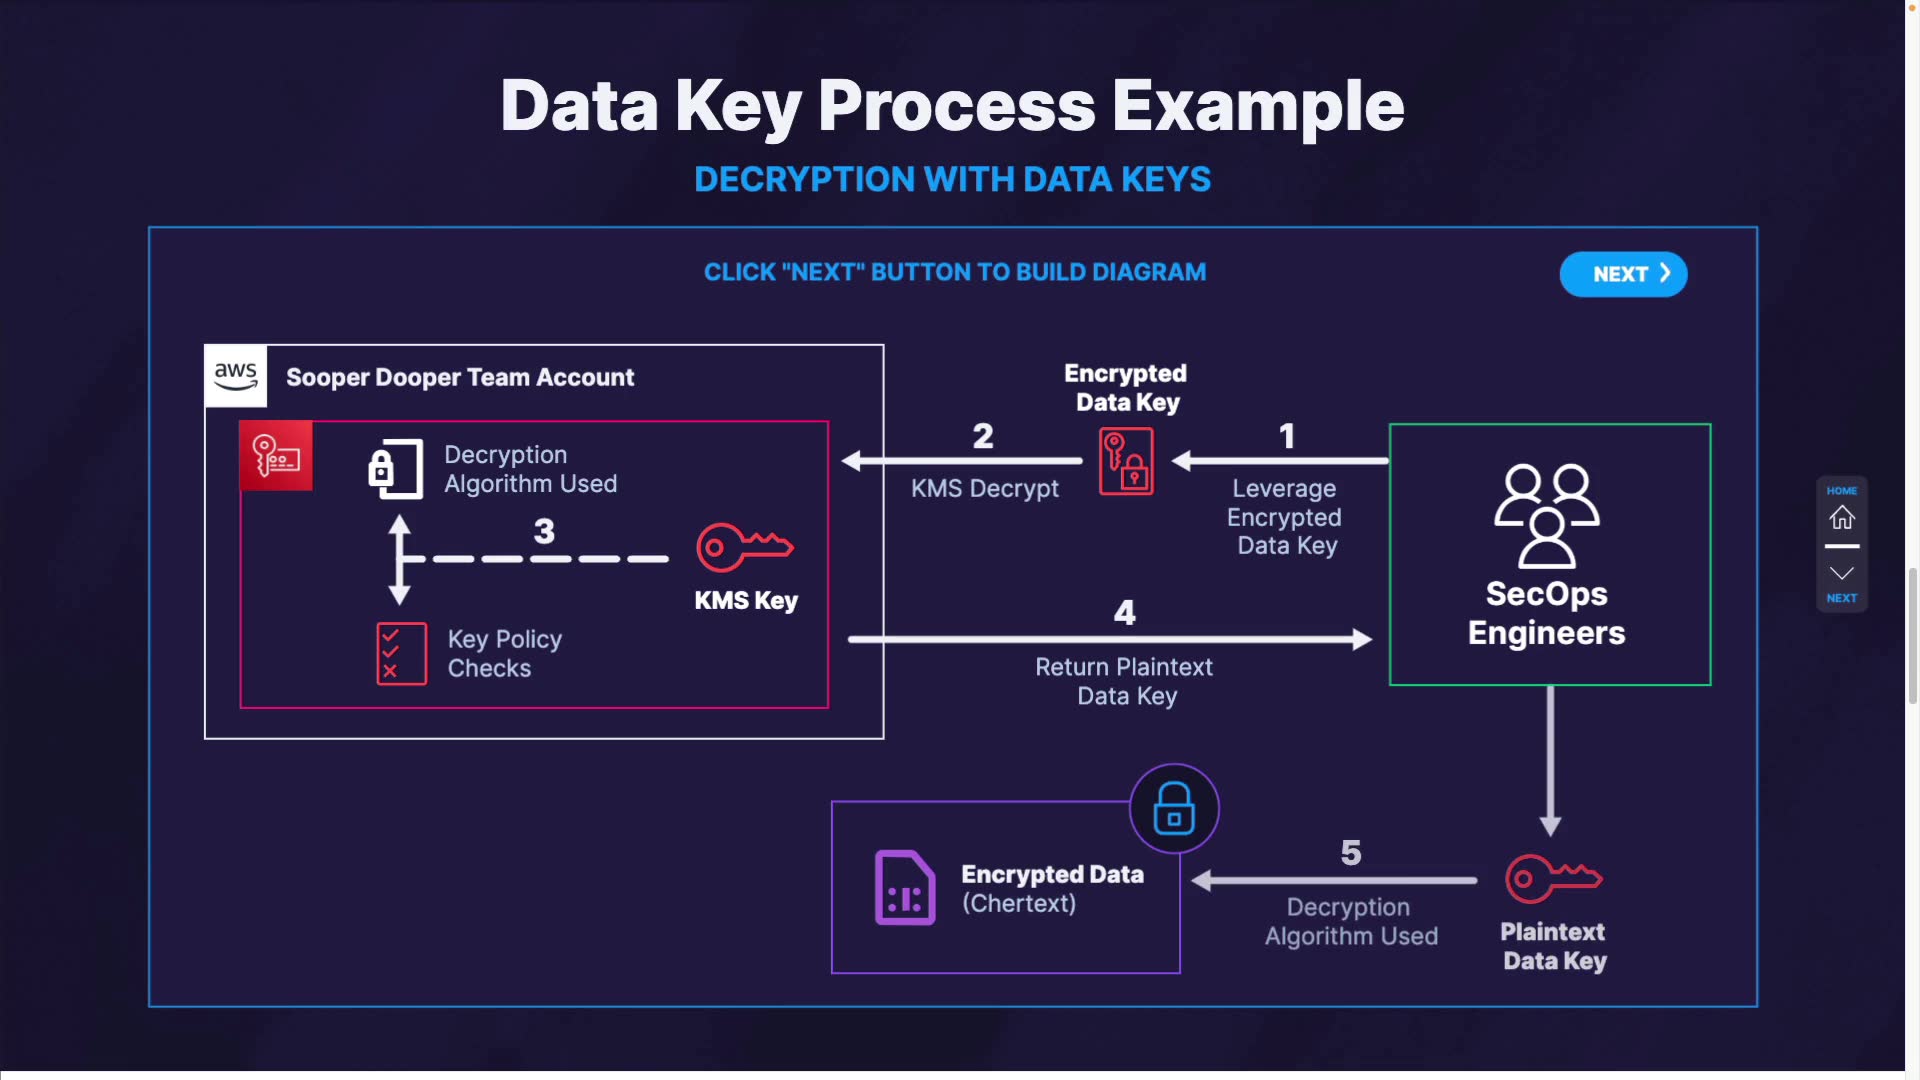 Data Key Process Example
DECRYPTION WITH DATA KEYS
CLICK "NEXT" BUTTON TO BUILD DIAGRAM
NEXT
aws
Sooper Dooper Team Account
Decryption
Algorithm Used
3
KMS Key
Key Policy
Checks
Encrypted
Data Key
2
KMS Decrypt
1
Leverage
Encrypted
Data Key
SecOps
Engineers
4
Return Plaintext
Data Key
Encrypted Data
(Chertext)
5
Decryption
Algorithm Used
Plaintext
Data Key
HOME
NEXT